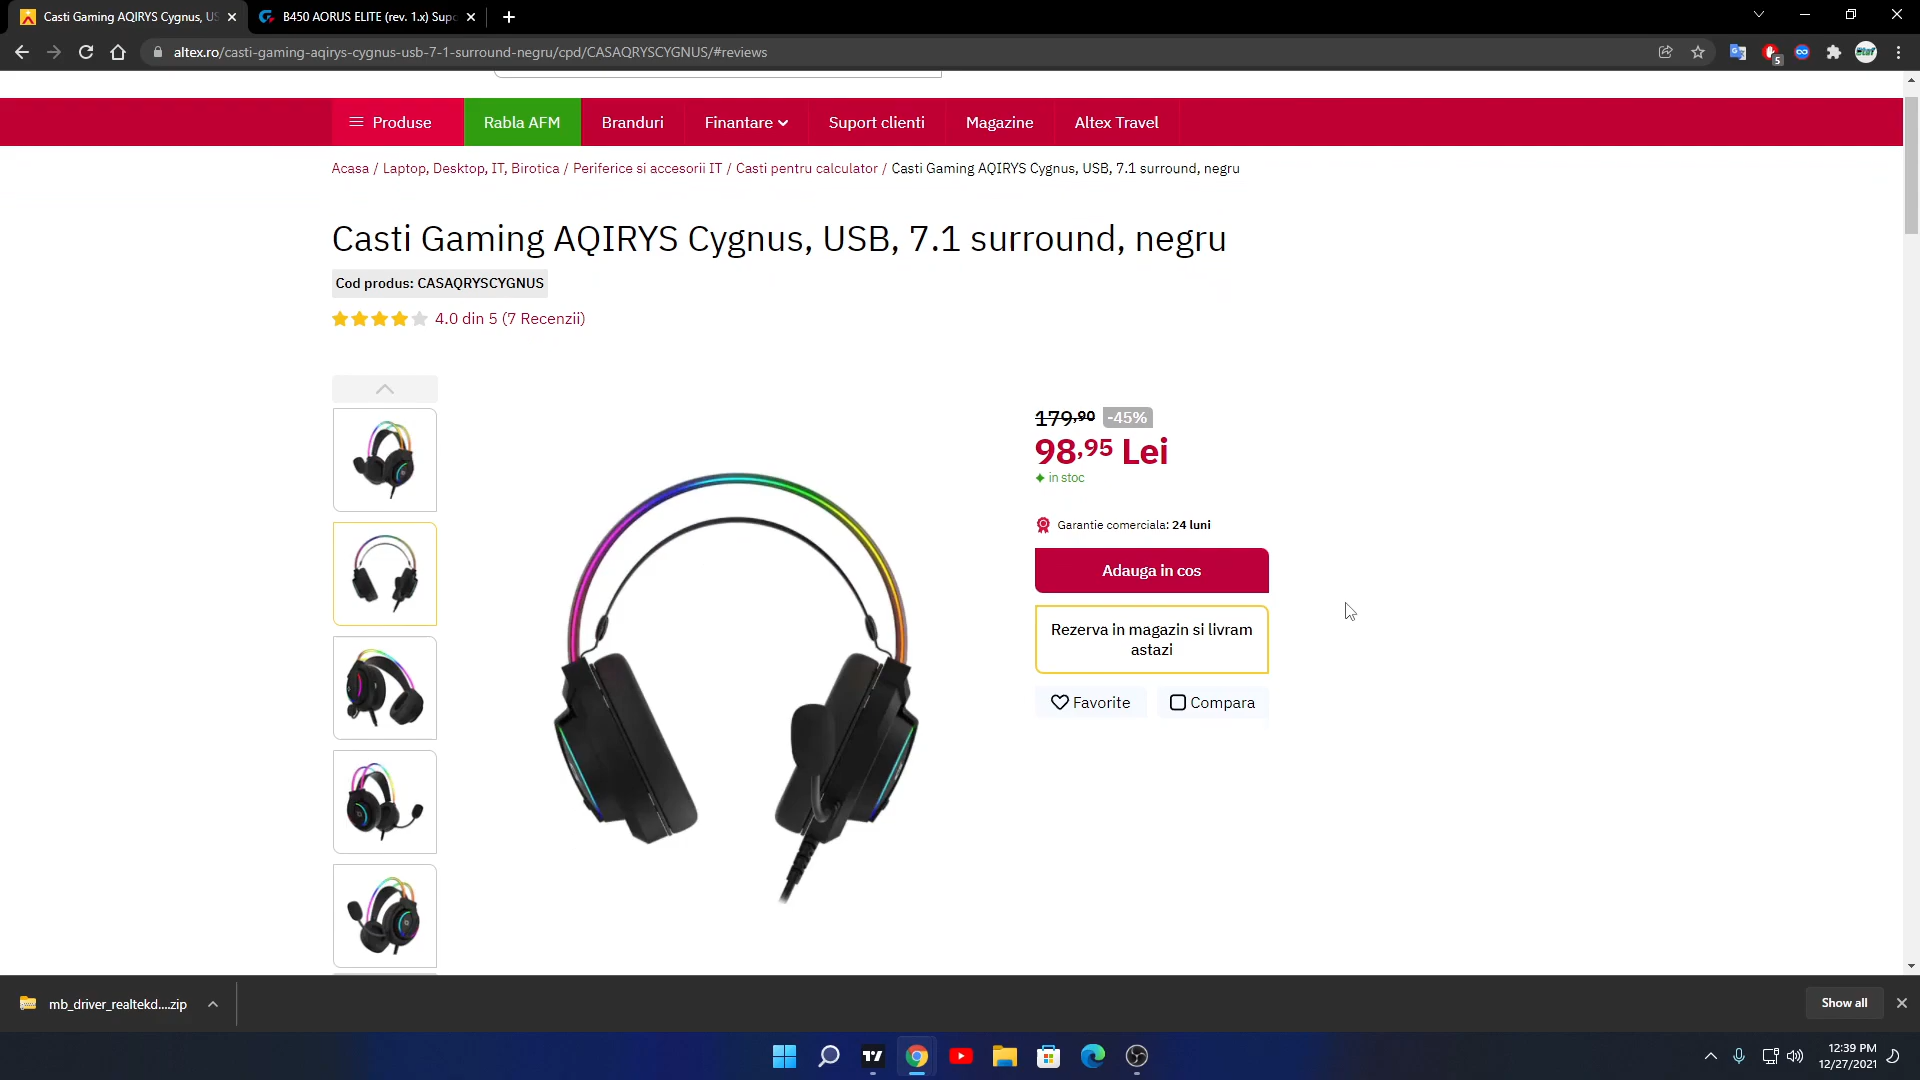 Casti Gaming AQIRYS Cygnus, US
B450 AORUS ELITE (rev. 1.x) Supo
altex.ro/casti-gaming-aqirys-cygnus-usb-7-1-surround-negru/cpd/CASAQRYSCYGNUS/#reviews
5
Produse
Rabla AFM
Branduri
Finantare
Suport clienti
Magazine
Altex Travel
Acasa / Laptop, Desktop, IT, Birotica / Periferice si accesorii IT / Casti pentru calculator / Casti Gaming AQIRYS Cygnus, USB, 7.1 surround, negru
Casti Gaming AQIRYS Cygnus, USB, 7.1 surround, negru
Cod produs: CASAQRYSCYGNUS
4.0 din 5 (7 Recenzii)
179,90 -45%
98,95 Lei
in stoc
Garantie comerciala: 24 luni
Adauga in cos
Rezerva in magazin si livram
astazi
Favorite
Compara
mb_driver_realtekd....zip
Show all
12:39 PM
12/27/2021